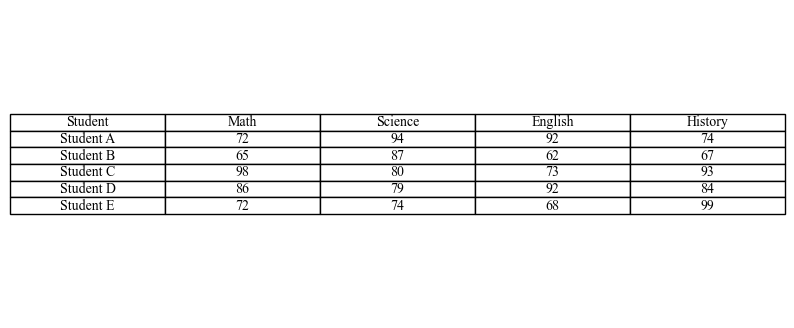 Student Math Science English History
Student A 72 94 92 74
Student B 65 87 62 67
Student C 98 80 73 93
Student D 86 79 92 84
Student E 72 74 68 99